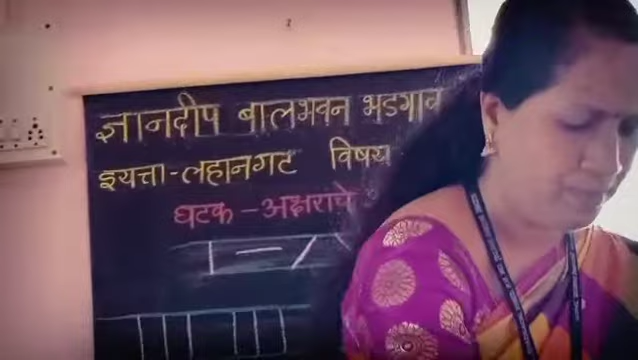 ज्ञानदीप बालभवन भडगाव
इयत्ता-लहानगट विषय
घटक-अक्षराचे